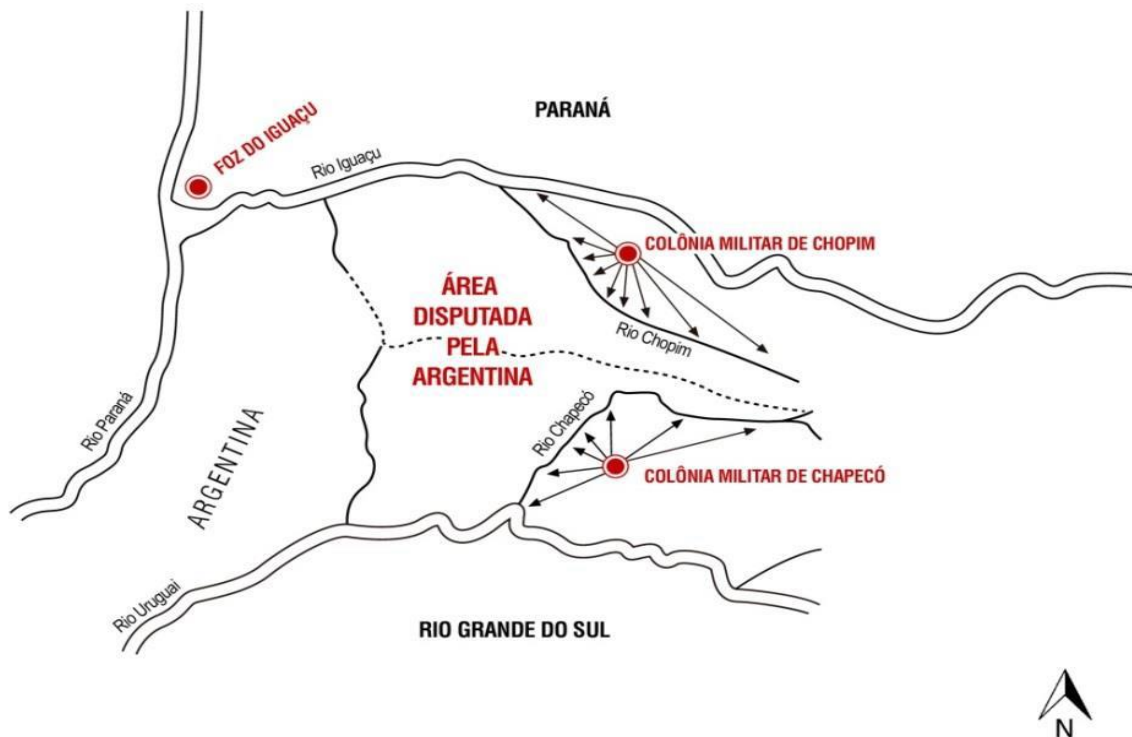 PARANÁ
FOZ DO IGUAÇU
Rio Iguaçu
COLÔNIA MILITAR DE CHOPIM
ÁREA
DISPUTADA
PELA
ARGENTINA
Rio Chopim
Rio Paraná
ARGENTINA
Rio Chapecó
COLÔNIA MILITAR DE CHAPECÓ
Rio Uruguai
RIO GRANDE DO SUL
N